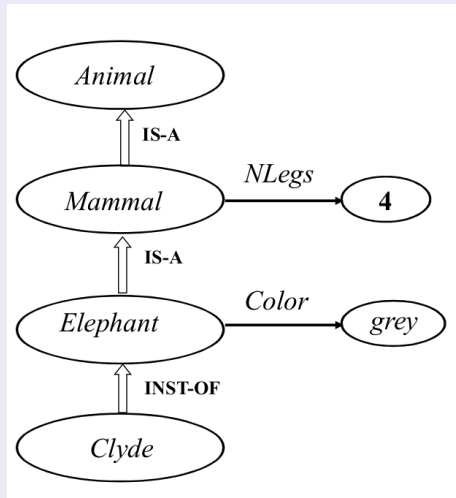 Animal
IS-A
NLegs
Mammal
4
IS-A
Color
Elephant
grey
INST-OF
Clyde